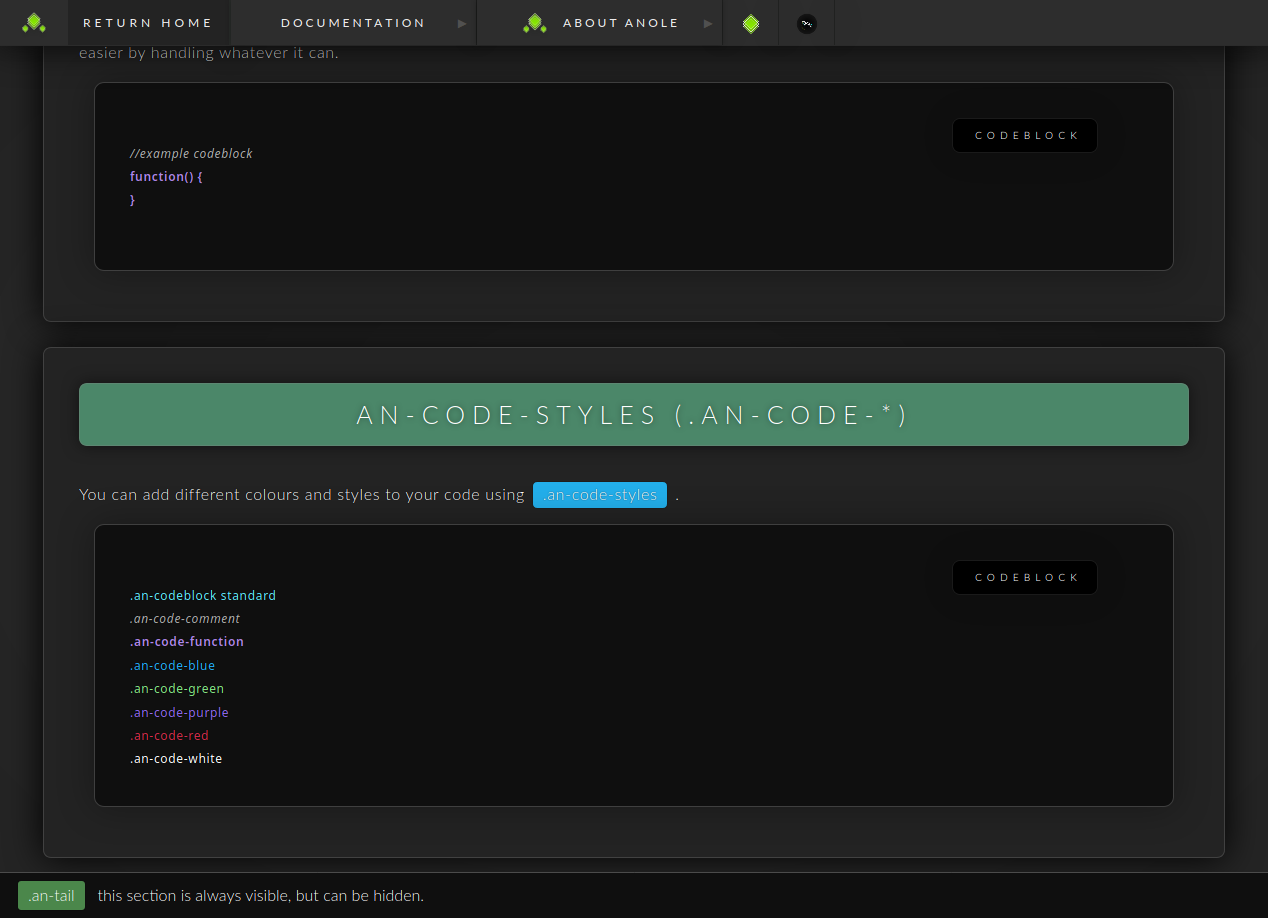 RETURN HOME DOCUMENTATION ABOUT ANOLE
easier by handling whatever it can.
CODEBLOCK
//example codeblock
function() {
}
AN-CODE-STYLES (.AN-CODE-*)
You can add different colours and styles to your code using .an-code-styles .
CODEBLOCK
.an-codeblock standard
.an-code-comment
.an-code-function
.an-code-blue
.an-code-green
.an-code-purple
.an-code-red
.an-code-white
.an-tail this section is always visible, but can be hidden.